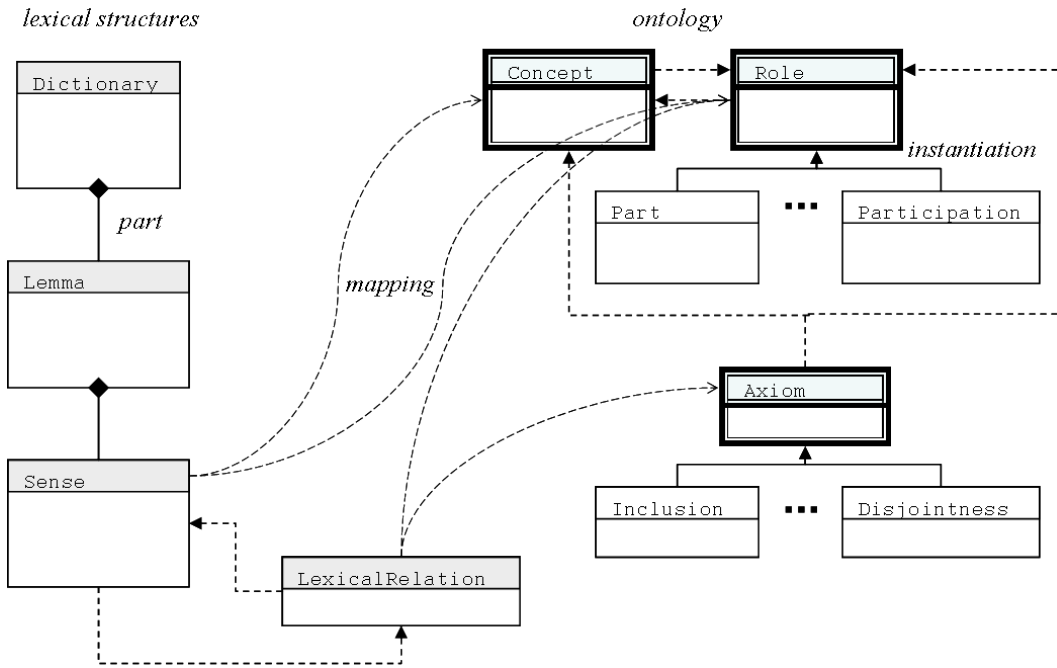 lexical structures
ontology
Dictionary
Concept
Role
part
instantiation
Part
Participation
Lemma
mapping
Axiom
Sense
Inclusion
Disjointness
LexicalRelation